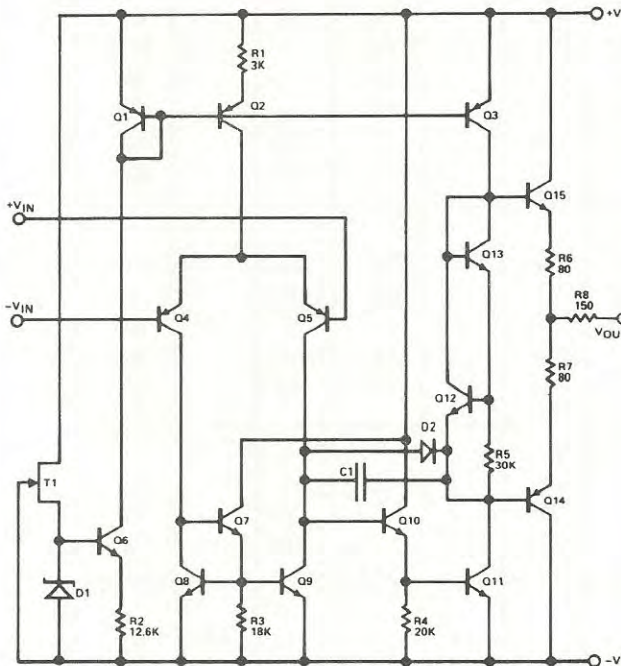 +V
R1
3K
Q1
Q2
Q3
+VIN
Q15
Q13
R6
80
R8
150
VOU
-VIN
Q4
Q5
R7
80
Q12
D2
R5
30K
C1
T1
Q14
Q7
Q10
Q6
Q8
Q9
Q11
D1
R2
12.6K
R3
18K
R4
20K
-V